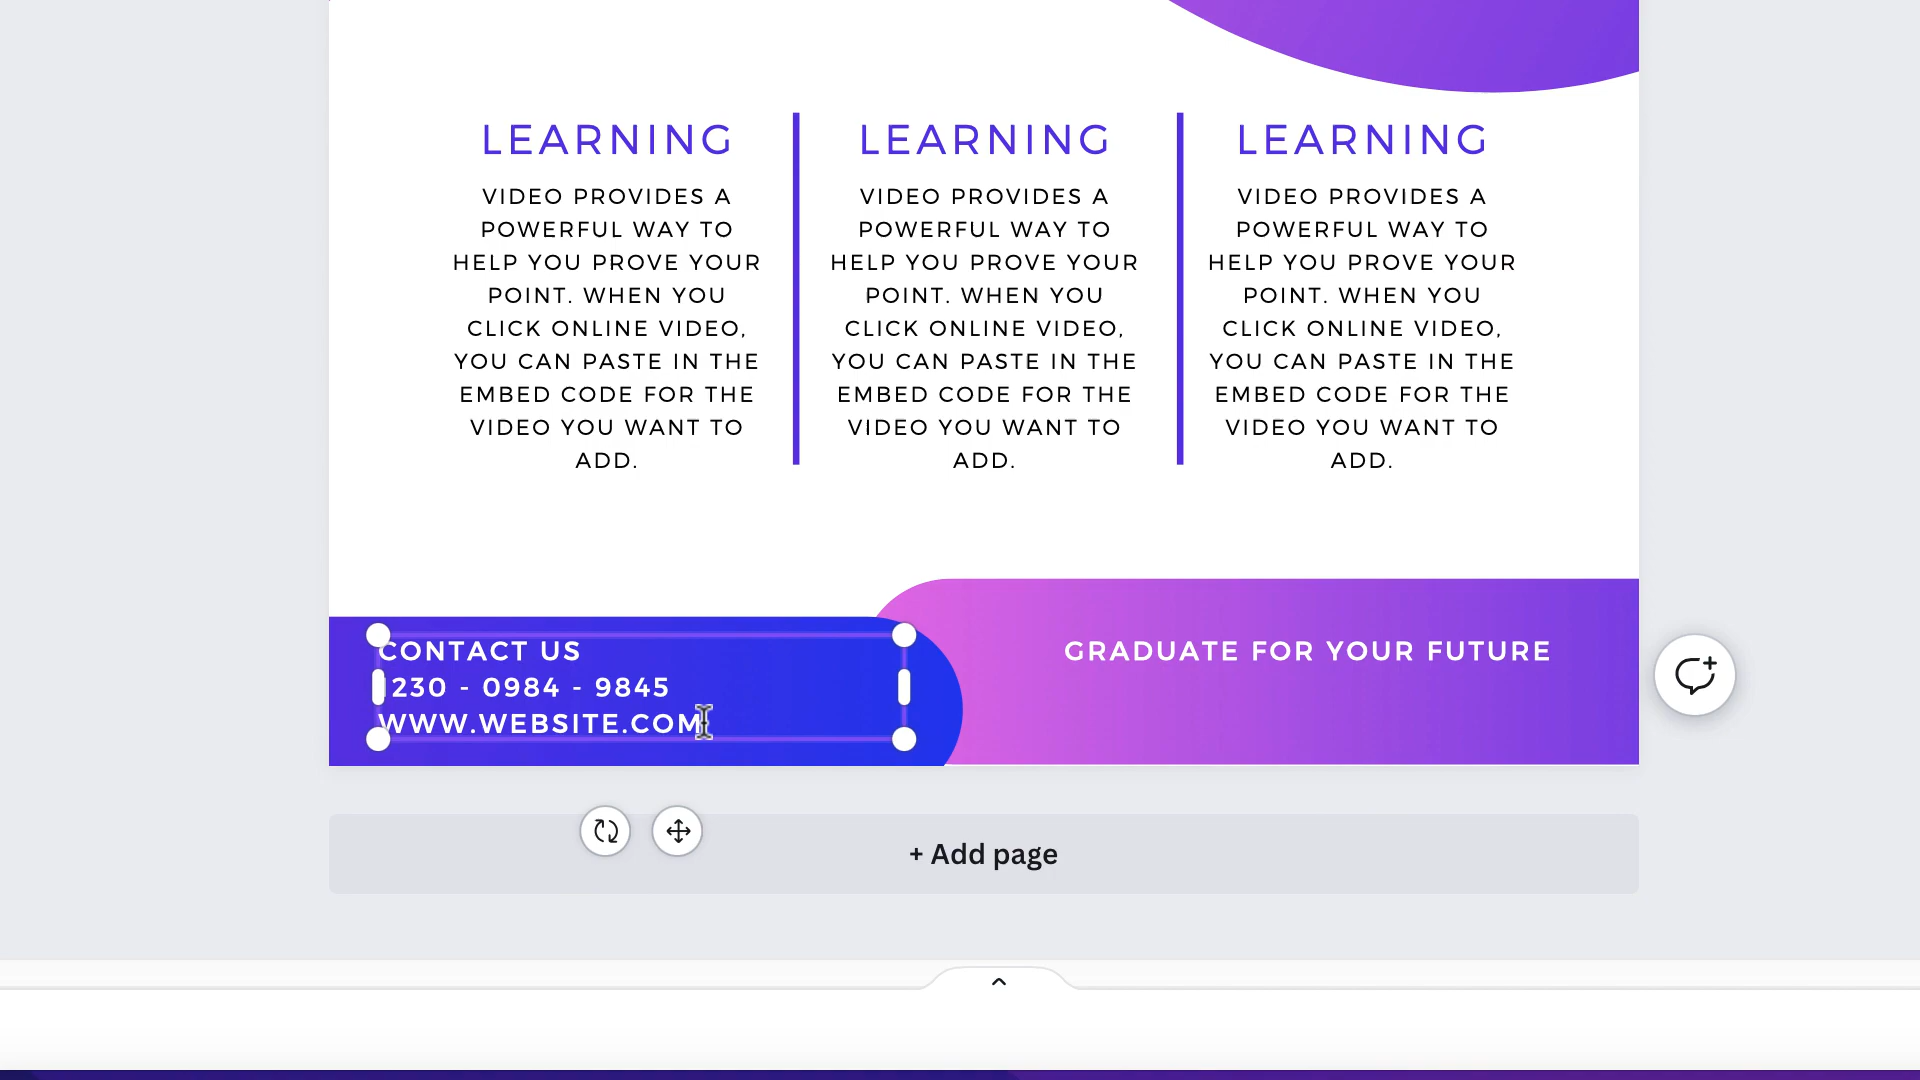 LEARNING
VIDEO PROVIDES A
POWERFUL WAY TO
HELP YOU PROVE YOUR
POINT. WHEN YOU
CLICK ONLINE VIDEO,
YOU CAN PASTE IN THE
EMBED CODE FOR THE
VIDEO YOU WANT TO
ADD.
LEARNING
VIDEO PROVIDES A
POWERFUL WAY TO
HELP YOU PROVE YOUR
POINT. WHEN YOU
CLICK ONLINE VIDEO,
YOU CAN PASTE IN THE
EMBED CODE FOR THE
VIDEO YOU WANT TO
ADD.
LEARNING
VIDEO PROVIDES A
POWERFUL WAY TO
HELP YOU PROVE YOUR
POINT. WHEN YOU
CLICK ONLINE VIDEO,
YOU CAN PASTE IN THE
EMBED CODE FOR THE
VIDEO YOU WANT TO
ADD.
CONTACT US
1230 - 0984 - 9845
WWW.WEBSITE.COM
GRADUATE FOR YOUR FUTURE
+ Add page